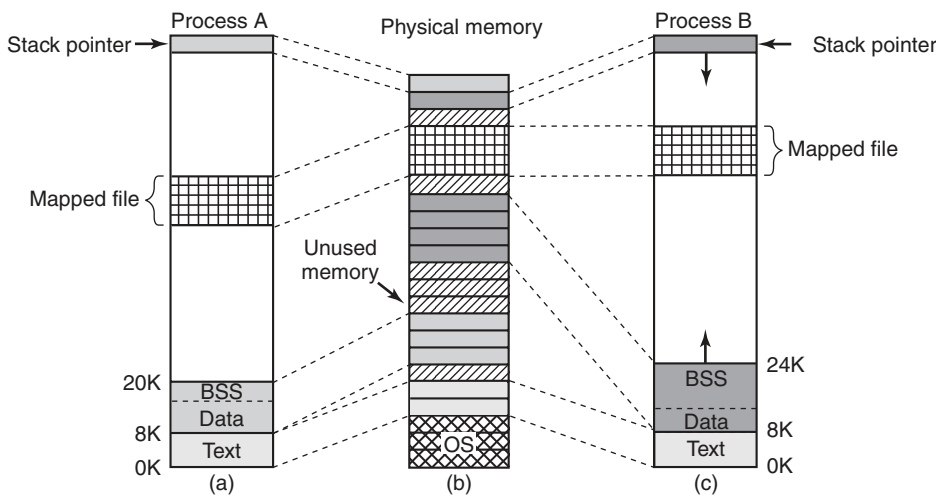 Process A
Physical memory
Process B
Stack pointer
Stack pointer
Mapped file
Mapped file
Unused
memory
20K
BSS
Data
8K
Text
0K
OS
24K
BSS
Data
8K
Text
0K
(a)
(b)
(c)